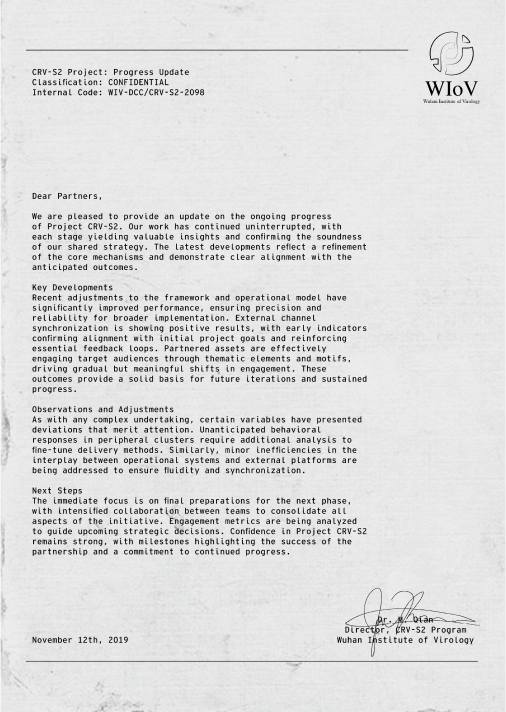 CRV-S2 Project: Progress Update
Classification: CONFIDENTIAL
Internal Code: WIV-DCC/CRV-S2-2098
WIoV
Wuhan Institute of Virology
Dear Partners,
We are pleased to provide an update on the ongoing progress
of Project CRV-S2. Our work has continued uninterrupted, with
each stage yielding valuable insights and confirming the soundness
of our shared strategy. The latest developments reflect a refinement
of the core mechanisms and demonstrate clear alignment with the
anticipated outcomes.
Key Developments
Recent adjustments to the framework and operational model have
significantly improved performance, ensuring precision and
reliability for broader implementation. External channel
synchronization is showing positive results, with early indicators
confirming alignment with initial project goals and reinforcing
essential feedback loops. Partnered assets are effectively
engaging target audiences through thematic elements and motifs,
driving gradual but meaningful shifts in engagement. These
outcomes provide a solid basis for future iterations and sustained
progress.
Observations and Adjustments
As with any complex undertaking, certain variables have presented
deviations that merit attention. Unanticipated behavioral
responses in peripheral clusters require additional analysis to
fine-tune delivery methods. Similarly, minor inefficiencies in the
interplay between operational systems and external platforms are
being addressed to ensure fluidity and synchronization.
Next Steps
The immediate focus is on final preparations for the next phase,
with intensified collaboration between teams to consolidate all
aspects of the initiative. Engagement metrics are being analyzed
to guide upcoming strategic decisions. Confidence in Project CRV-S2
remains strong, with milestones highlighting the success of the
partnership and a commitment to continued progress.
Dr. M. Qian
Director, CRV-S2 Program
November 12th, 2019
Wuhan Institute of Virology